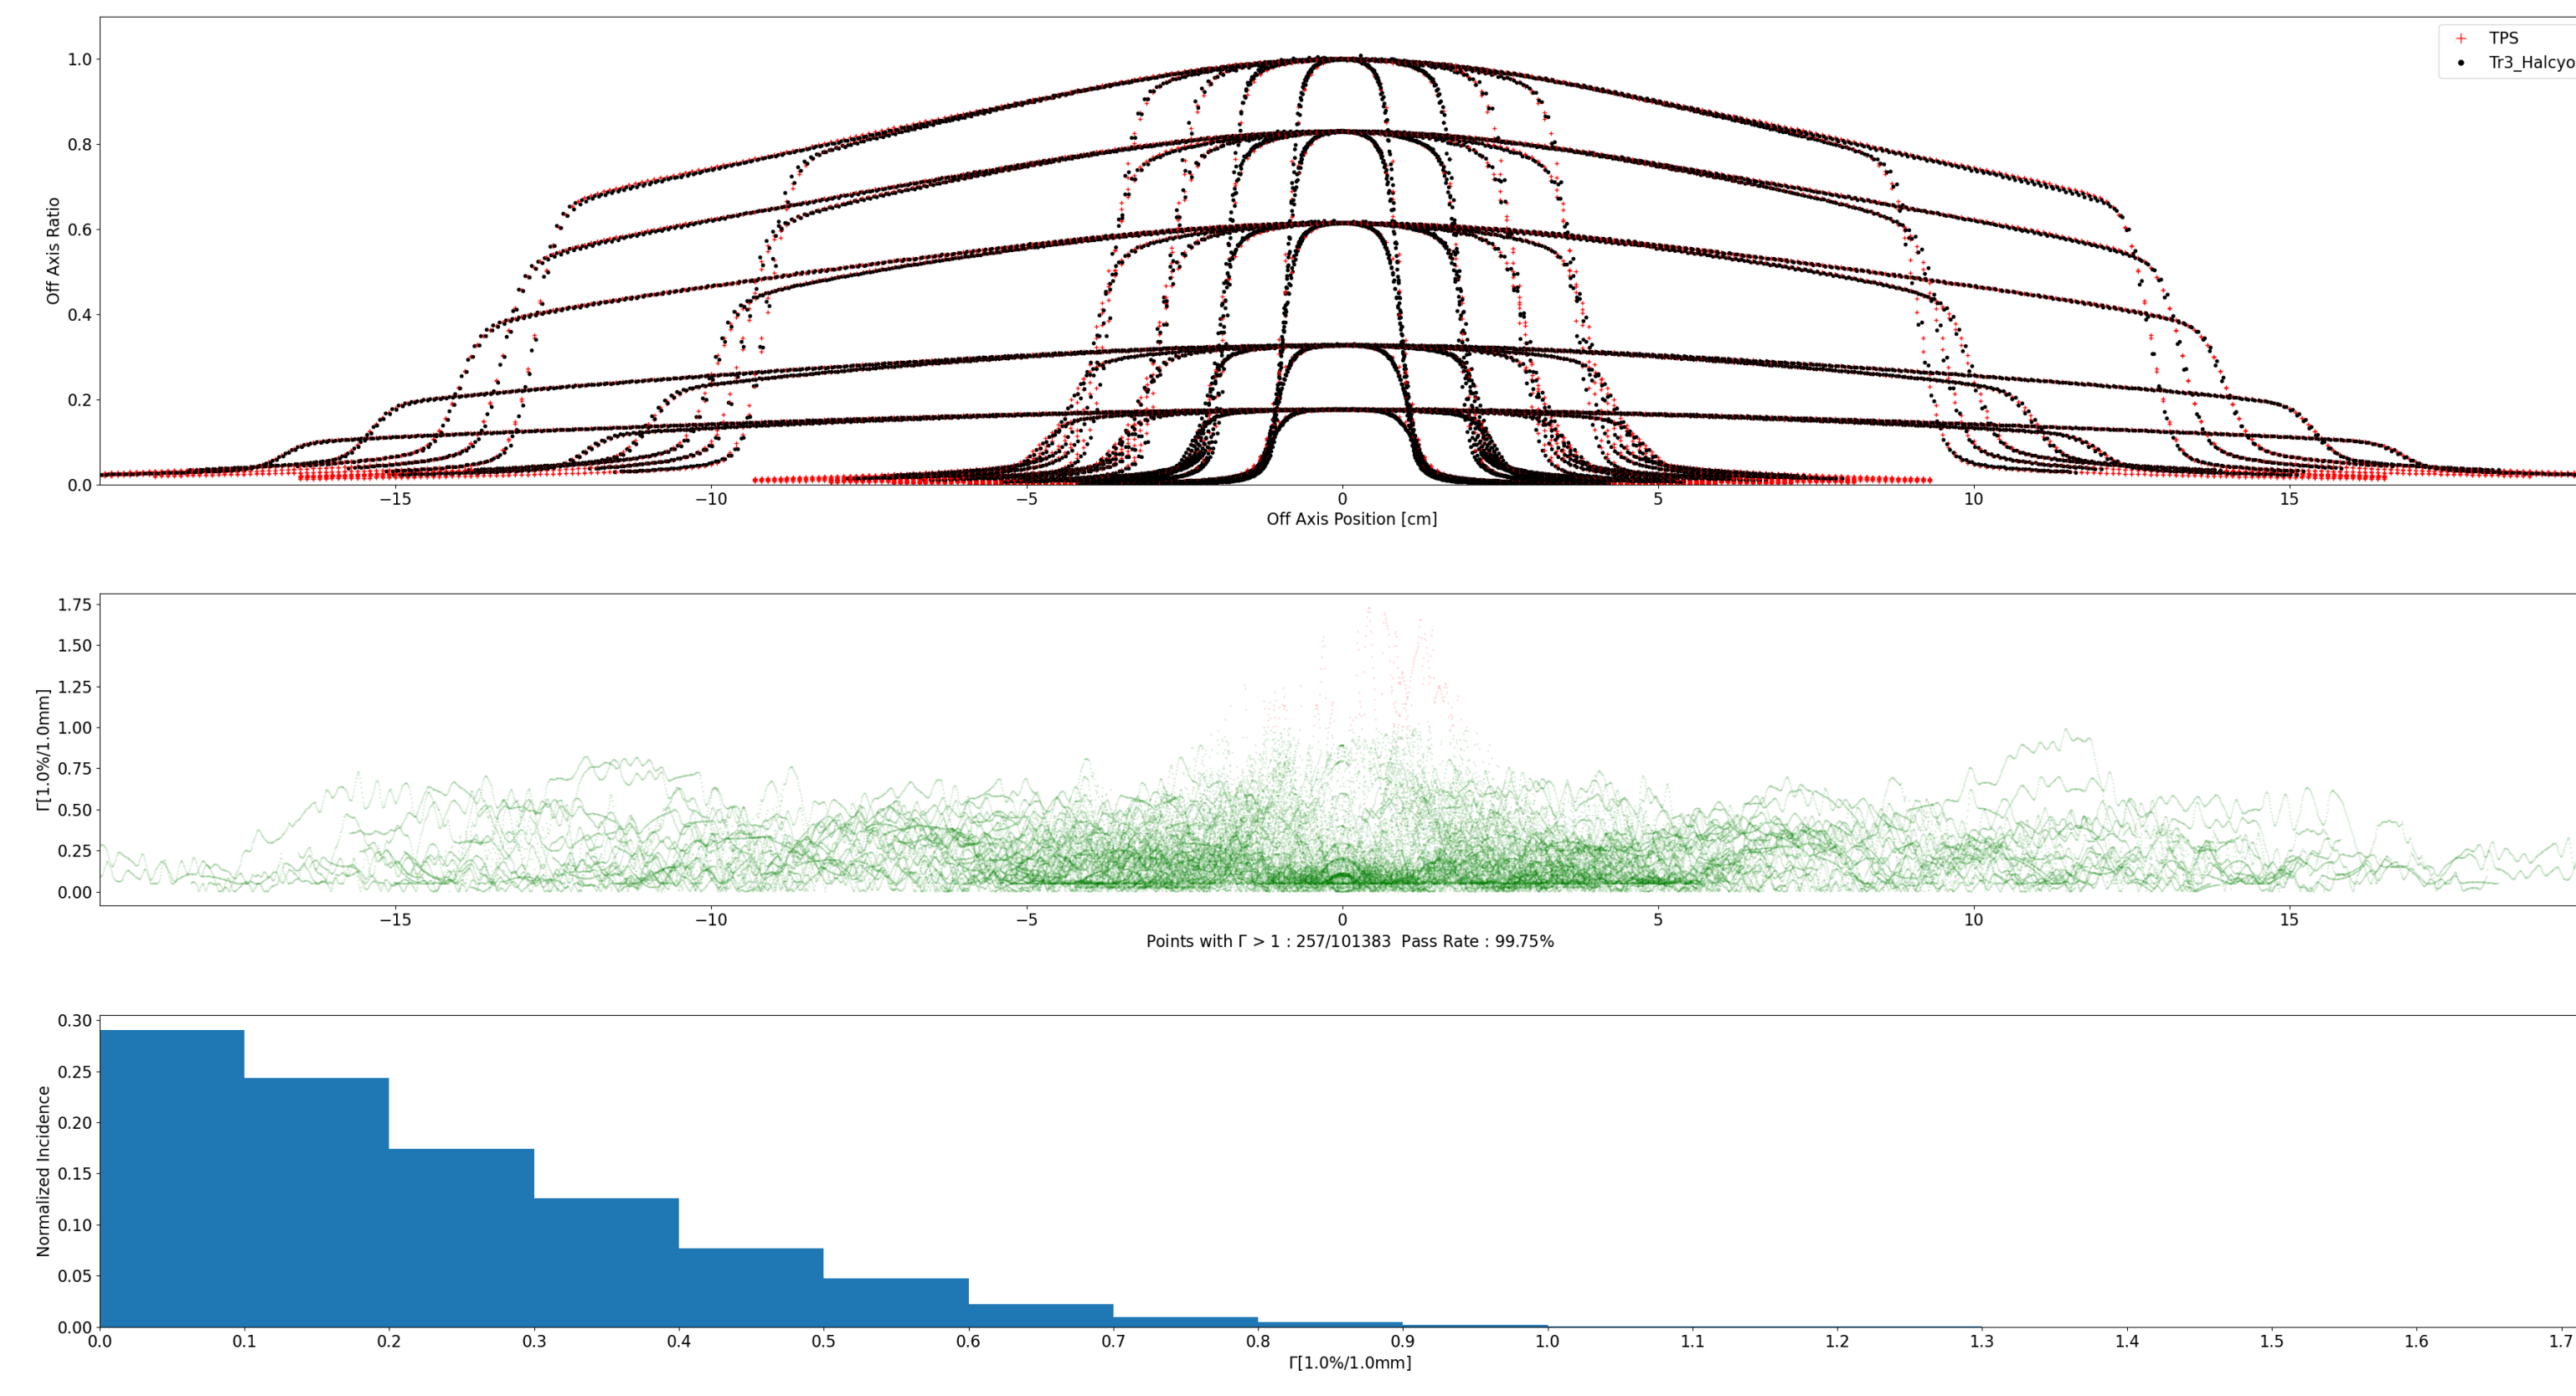 1.0
0.8
0.6
0.4
0.2
0.0
Off Axis Ratio
TPS
Tr3_Halcyo
−15 −10 −5 0 5 10 15
Off Axis Position [cm]
1.75
1.50
1.25
1.00
0.75
0.50
0.25
0.00
Γ[1.0%/1.0mm]
−15 −10 −5 0 5 10 15
Points with Γ > 1 : 257/101383 Pass Rate : 99.75%
0.30
0.25
0.20
0.15
0.10
0.05
0.00
Normalized Incidence
0.0 0.1 0.2 0.3 0.4 0.5 0.6 0.7 0.8 0.9 1.0 1.1 1.2 1.3 1.4 1.5 1.6 1.7
Γ[1.0%/1.0mm]